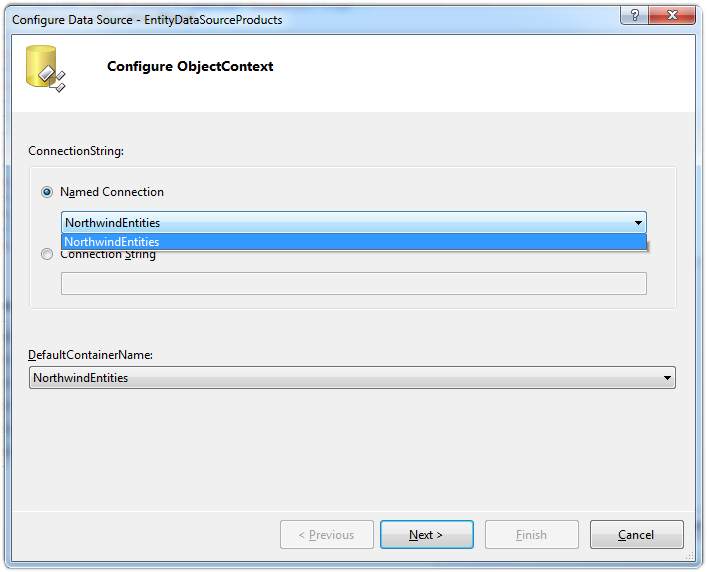 Configure Data Source - EntityDataSourceProducts
?
Configure ObjectContext
ConnectionString:
Named Connection
NorthwindEntities
NorthwindEntities
Connection String
DefaultContainerName:
NorthwindEntities
< Previous Next > Finish Cancel